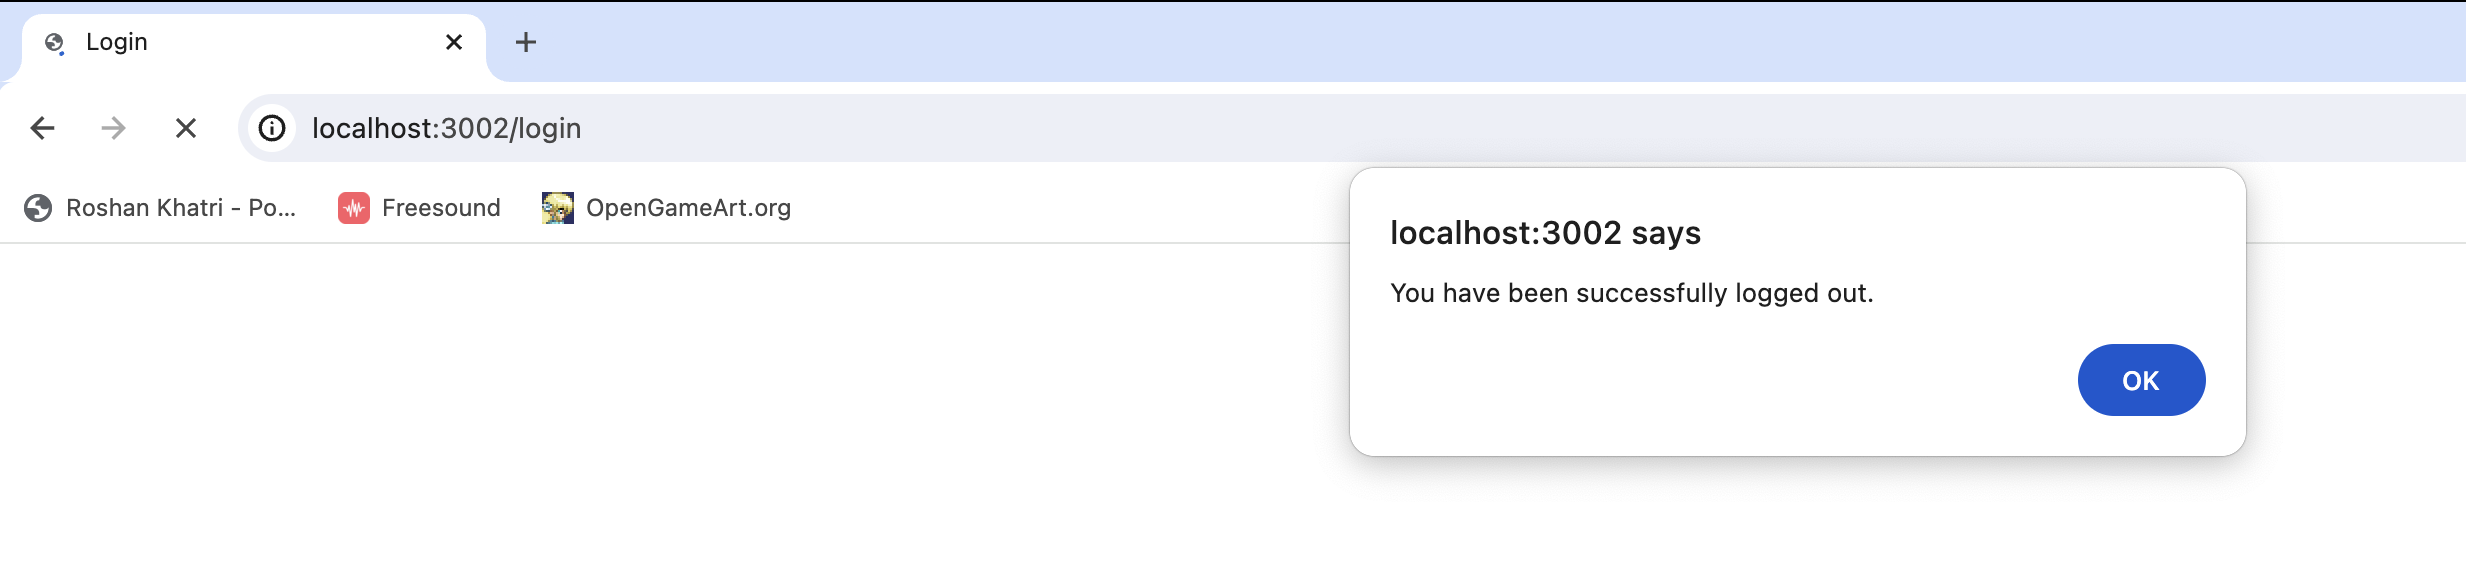 Login
localhost:3002/login
Roshan Khatri - Po...
Freesound
OpenGameArt.org
localhost:3002 says
You have been successfully logged out.
OK